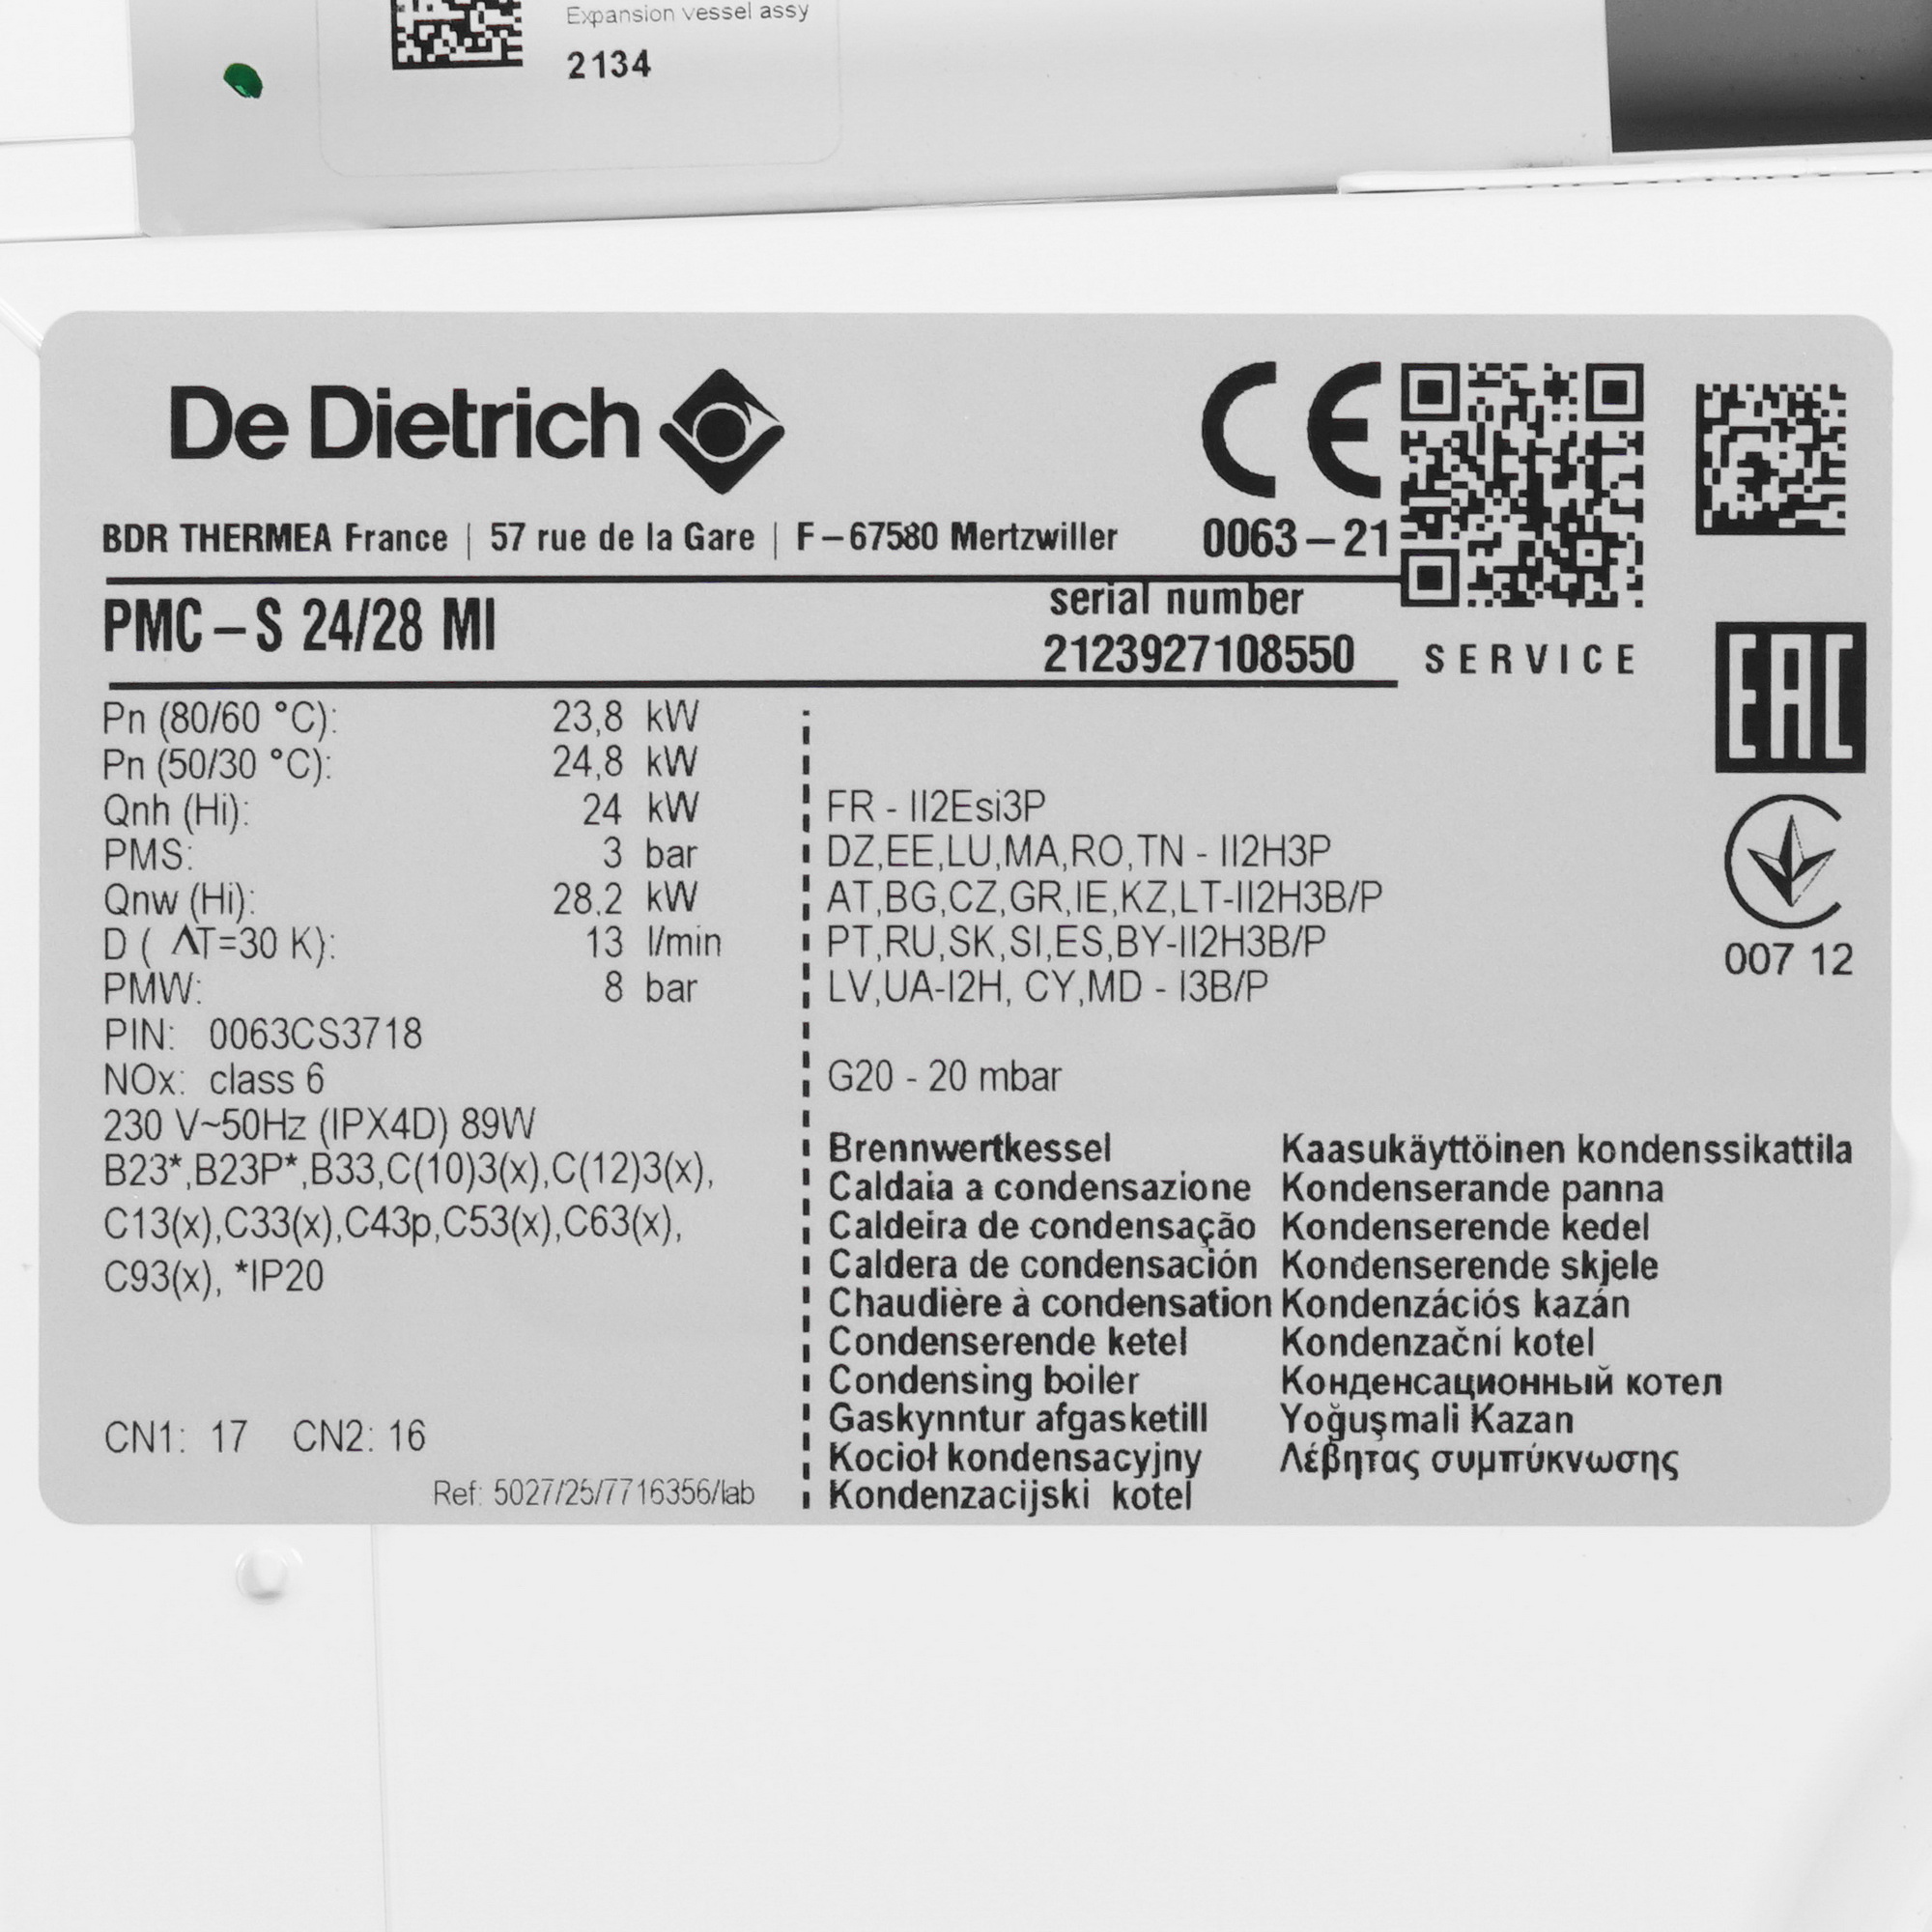 Expansion vessel assy
2134
De Dietrich
CE
BDR THERMEA France | 57 rue de la Gare | F-67580 Mertzwiller
0063-21
PMC-S 24/28 MI
serial number
2123927108550
SERVICE
EAC
007 12
Pn (80/60 °C): 23,8 kW
Pn (50/30 °C): 24,8 kW
Qnh (Hi): 24 kW
PMS: 3 bar
Qnw (Hi): 28,2 kW
D ( ΔT=30 K): 13 l/min
PMW: 8 bar
PIN: 0063CS3718
NOx: class 6
230 V~50Hz (IPX4D) 89W
B23*,B23P*,B33,C(10)3(x),C(12)3(x),
C13(x),C33(x),C43p,C53(x),C63(x),
C93(x), *IP20
CN1: 17 CN2: 16
Ref: 5027/25/7716356/lab
FR - II2Esi3P
DZ,EE,LU,MA,RO,TN - II2H3P
AT,BG,CZ,GR,IE,KZ,LT-II2H3B/P
PT,RU,SK,SI,ES,BY-II2H3B/P
LV,UA-I2H, CY,MD - I3B/P
G20 - 20 mbar
Brennwertkessel
Caldaia a condensazione
Caldeira de condensação
Caldera de condensación
Chaudière à condensation
Condenserende ketel
Condensing boiler
Gaskynntur afgasketill
Kocioł kondensacyjny
Kondenzacijski kotel
Kaasukäyttöinen kondenssikattila
Kondenserande panna
Kondenserende kedel
Kondenserende skjele
Kondenzációs kazán
Kondenzační kotel
Конденсационный котел
Yoğuşmali Kazan
Λέβητας συμπύκνωσης